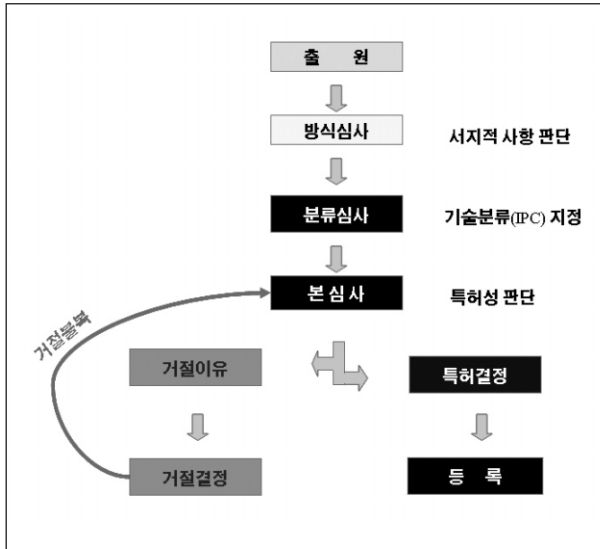 출 원
방식심사 서지적 사항 판단
분류심사 기술분류(IPC) 지정
본심사 특허성 판단
거절불복
거절이유 특허결정
거절결정 등 록